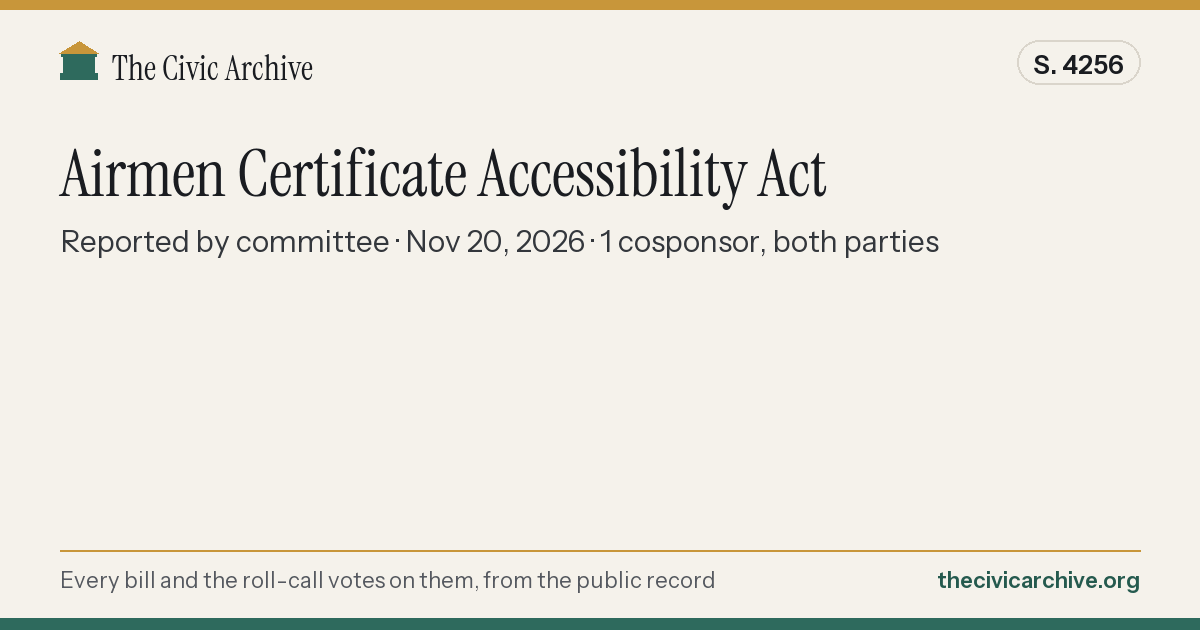 The Civic Archive
S. 4256
Airmen Certificate Accessibility Act
Reported by committee · Nov 20, 2026 · 1 cosponsor, both parties
Every bill and the roll-call votes on them, from the public record
thecivicarchive.org